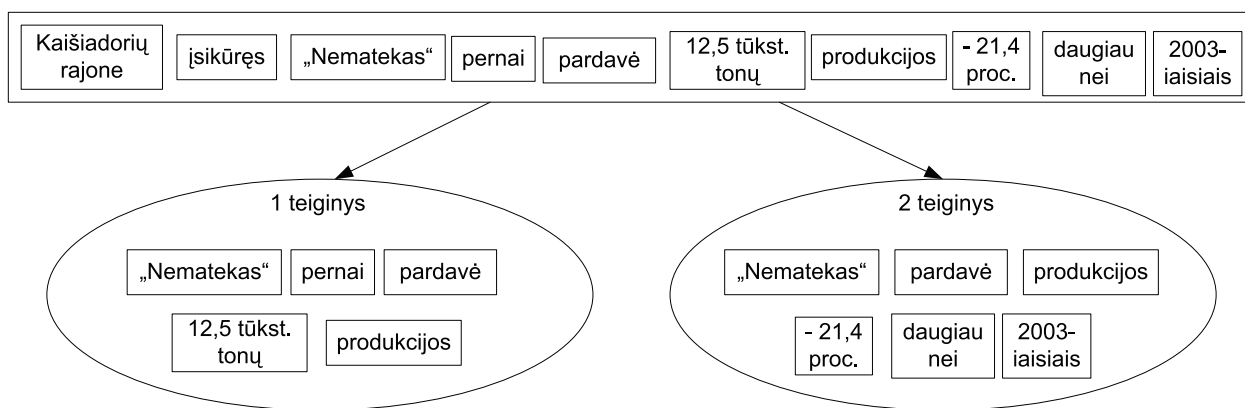 Kaišiadorių
rajone
įsikūręs
„Nematekas“
pernai
pardavė
12,5 tūkst.
tonų
produkcijos
- 21,4
proc.
daugiau
nei
2003-
iaisiais
1 teiginys
„Nematekas“
pernai
pardavė
12,5 tūkst.
tonų
produkcijos
2 teiginys
„Nematekas“
pardavė
produkcijos
- 21,4
proc.
daugiau
nei
2003-
iaisiais